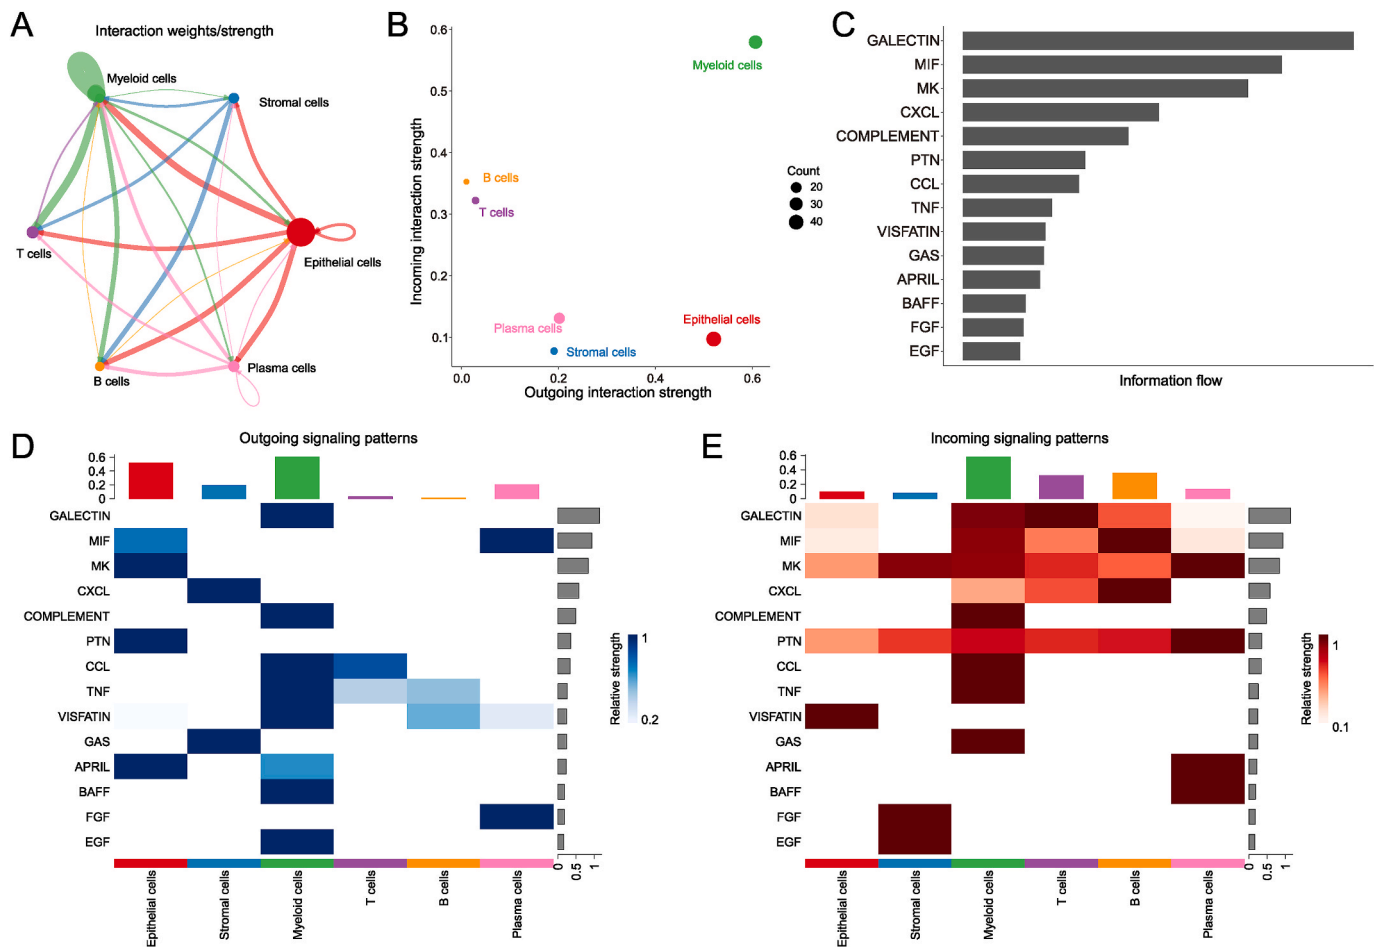 A
Interaction weights/strength
Myeloid cells
Stromal cells
T cells
Epithelial cells
B cells
Plasma cells
B
Incoming interaction strength
0.6
0.5
0.4
0.3
0.2
0.1
Myeloid cells
B cells
T cells
Plasma cells
Stromal cells
Epithelial cells
0.0
0.2
0.4
0.6
Outgoing interaction strength
Count
20
30
40
C
GALECTIN
MIF
MK
CXCL
COMPLEMENT
PTN
CCL
TNF
VISFATIN
GAS
APRIL
BAFF
FGF
EGF
Information flow
D
Outgoing signaling patterns
0.6
0.4
0.2
0
GALECTIN
MIF
MK
CXCL
COMPLEMENT
PTN
CCL
TNF
VISFATIN
GAS
APRIL
BAFF
FGF
EGF
Epithelial cells
Stromal cells
Myeloid cells
T cells
B cells
Plasma cells
0
0.5
1
Relative strength
1
0.2
E
Incoming signaling patterns
0.6
0.4
0.2
0
GALECTIN
MIF
MK
CXCL
COMPLEMENT
PTN
CCL
TNF
VISFATIN
GAS
APRIL
BAFF
FGF
EGF
Epithelial cells
Stromal cells
Myeloid cells
T cells
B cells
Plasma cells
0
0.5
1
Relative strength
1
0.1